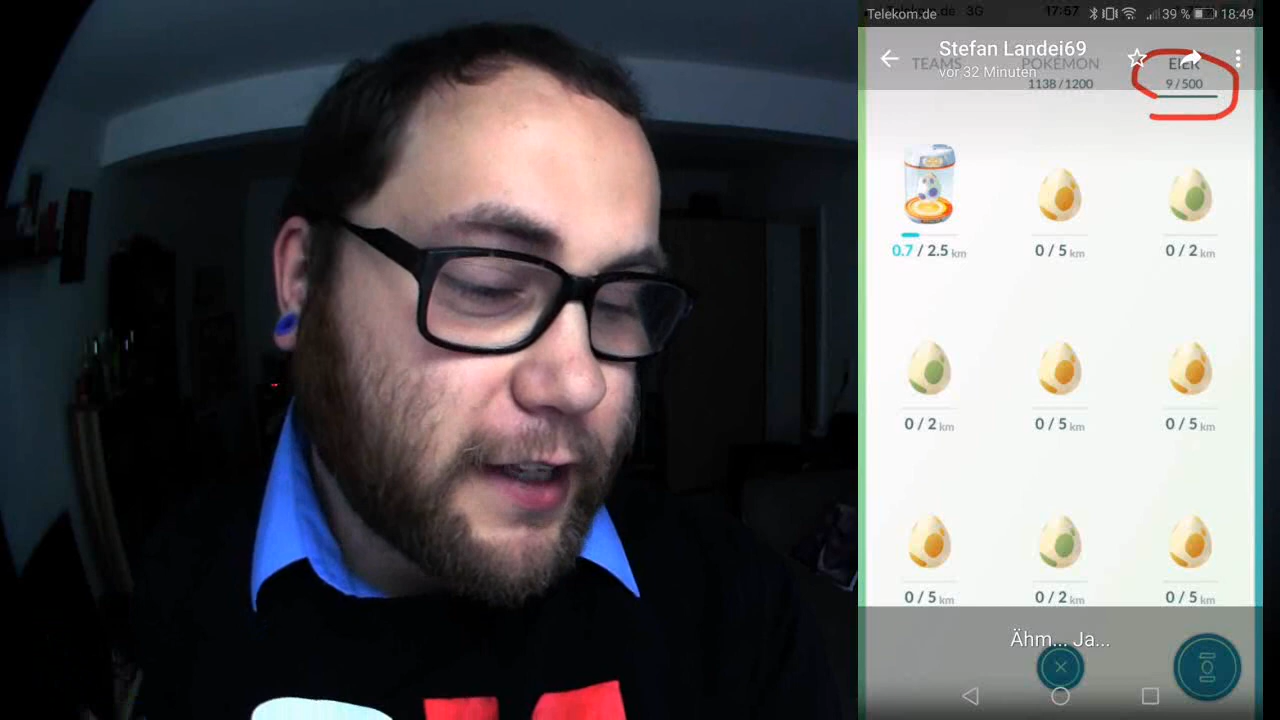 Telekom.de 3G 17:57 39 % 18:49
Stefan Landei69
vor 32 Minuten
TEAMS POKÉMON EIER
1138 / 1200 9 / 500
0.7 / 2.5 km 0 / 5 km 0 / 2 km
0 / 2 km 0 / 5 km 0 / 5 km
0 / 5 km 0 / 2 km 0 / 5 km
Ähm... Ja...